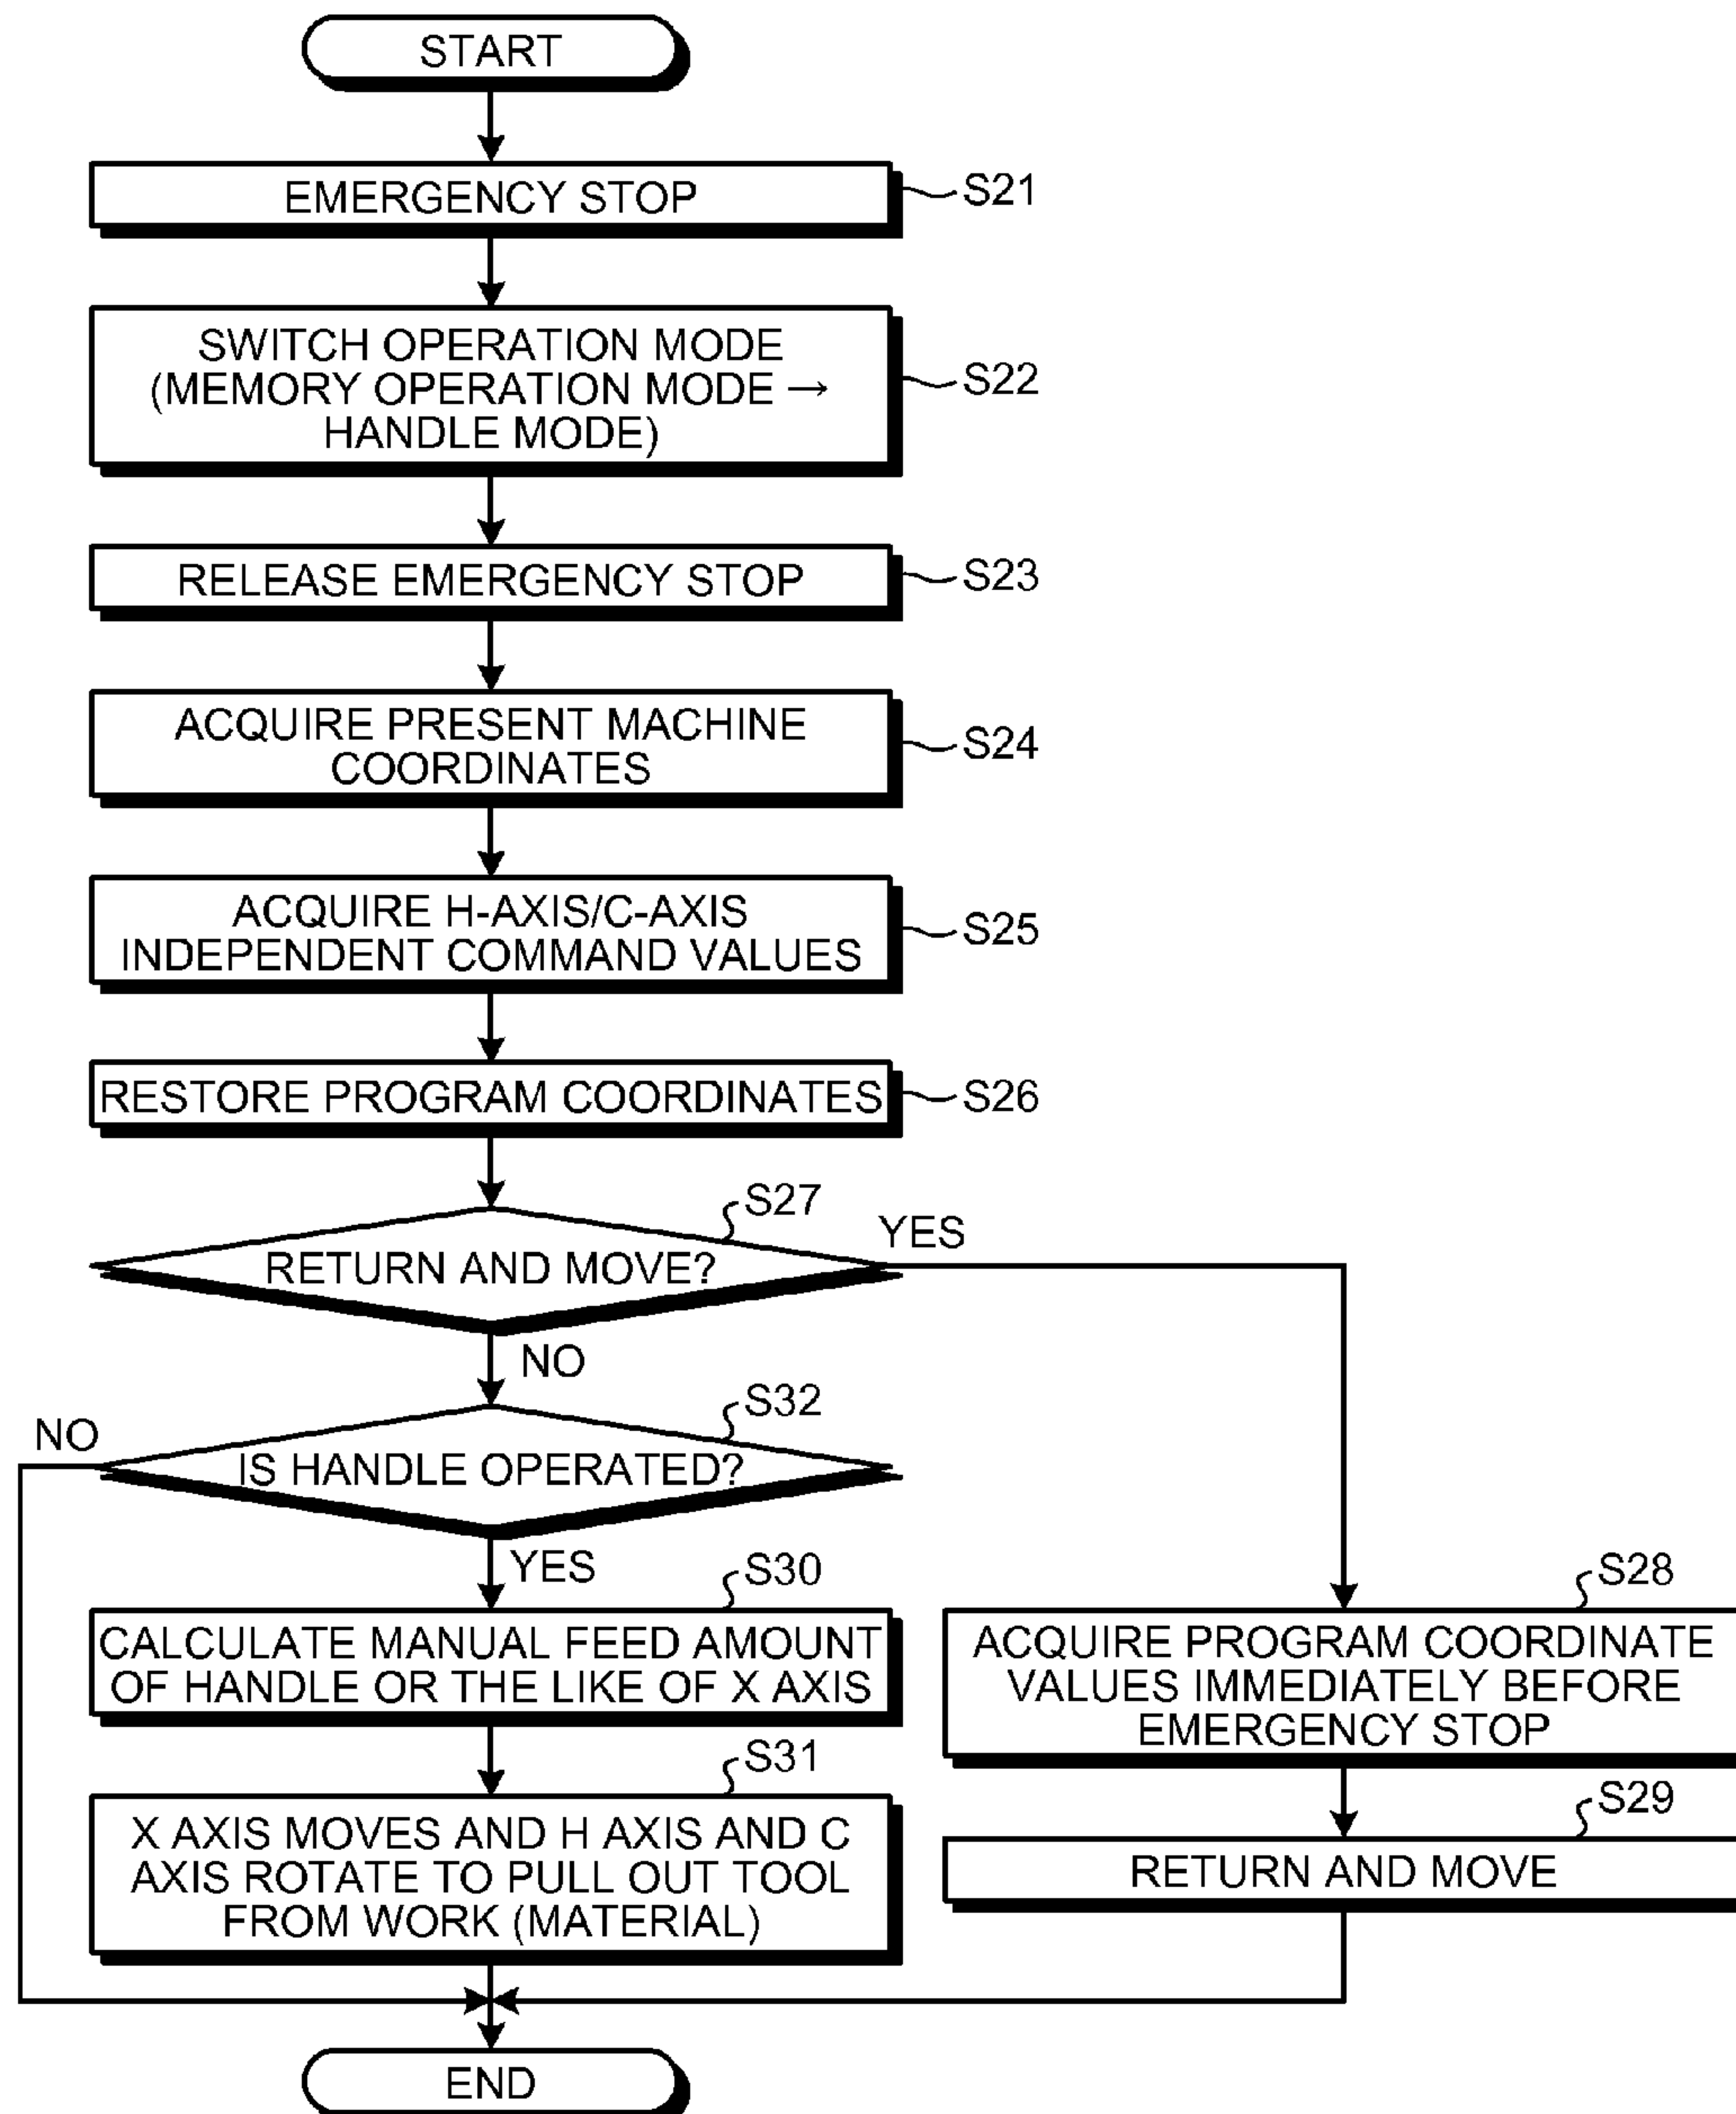 START
EMERGENCY STOP
S21
SWITCH OPERATION MODE
(MEMORY OPERATION MODE →
HANDLE MODE)
S22
RELEASE EMERGENCY STOP
S23
ACQUIRE PRESENT MACHINE
COORDINATES
S24
ACQUIRE H-AXIS/C-AXIS
INDEPENDENT COMMAND VALUES
S25
RESTORE PROGRAM COORDINATES
S26
S27
RETURN AND MOVE?
YES
NO
S32
IS HANDLE OPERATED?
NO
YES
S30
CALCULATE MANUAL FEED AMOUNT
OF HANDLE OR THE LIKE OF X AXIS
S31
X AXIS MOVES AND H AXIS AND C
AXIS ROTATE TO PULL OUT TOOL
FROM WORK (MATERIAL)
S28
ACQUIRE PROGRAM COORDINATE
VALUES IMMEDIATELY BEFORE
EMERGENCY STOP
S29
RETURN AND MOVE
END